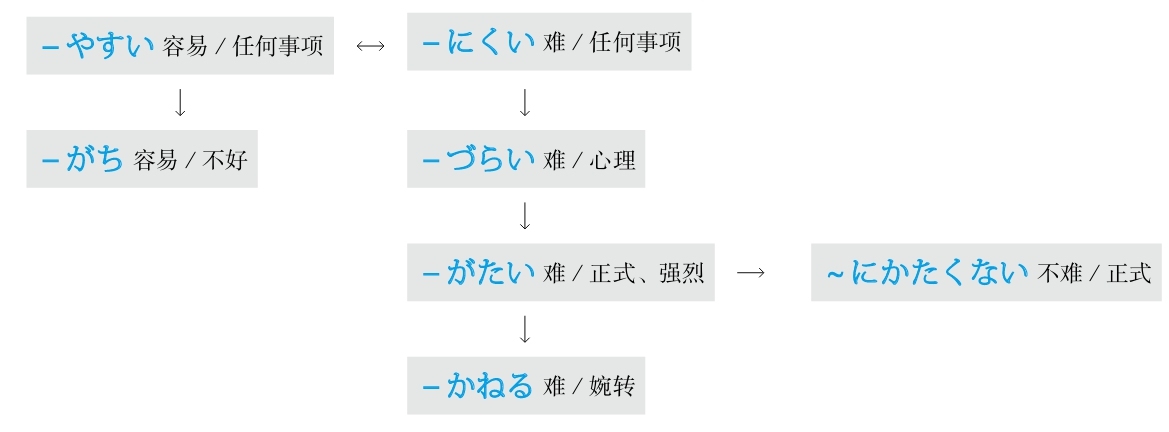 －やすい 容易 / 任何事项 ↔ －にくい 难 / 任何事项
－がち 容易 / 不好
－づらい 难 / 心理
－がたい 难 / 正式、强烈 → ~にかたくない 不难 / 正式
－かねる 难 / 婉转